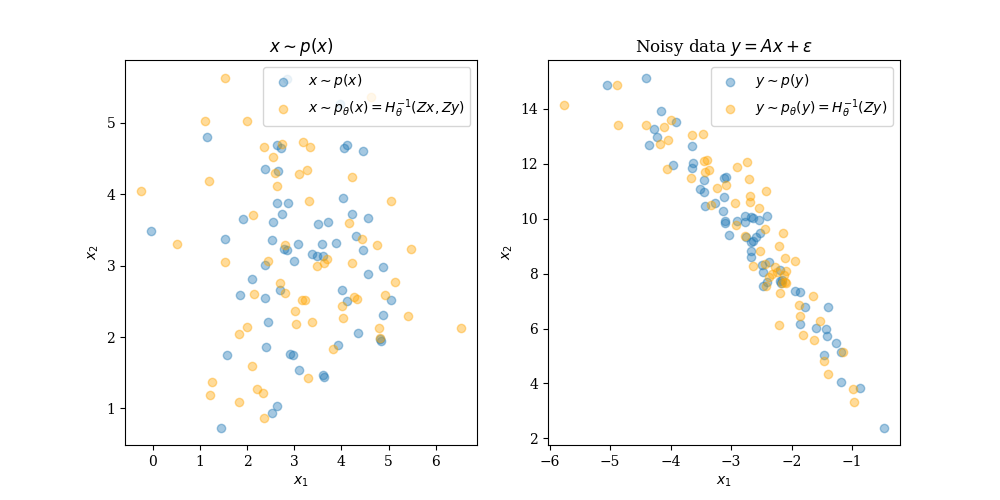 x ∼ p(x)
x ∼ p(x)
x ∼ p_θ(x) = H_θ^{-1}(Zx, Zy)
5
4
3
2
1
x_2
0 1 2 3 4 5 6
x_1
Noisy data y = Ax + ε
y ∼ p(y)
y ∼ p_θ(y) = H_θ^{-1}(Zy)
14
12
10
8
6
4
2
x_2
−6 −5 −4 −3 −2 −1
x_1